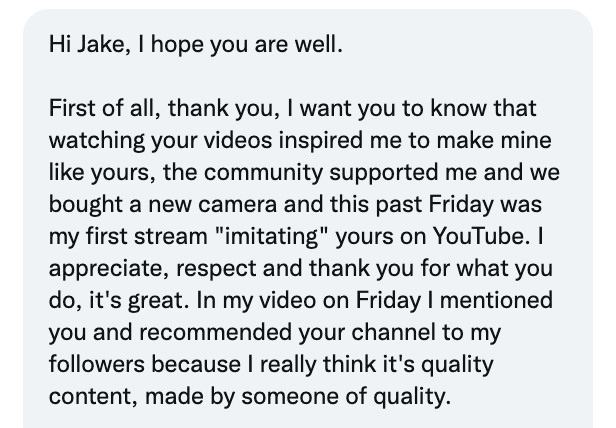 Hi Jake, I hope you are well.
First of all, thank you, I want you to know that
watching your videos inspired me to make mine
like yours, the community supported me and we
bought a new camera and this past Friday was
my first stream "imitating" yours on YouTube. I
appreciate, respect and thank you for what you
do, it's great. In my video on Friday I mentioned
you and recommended your channel to my
followers because I really think it's quality
content, made by someone of quality.